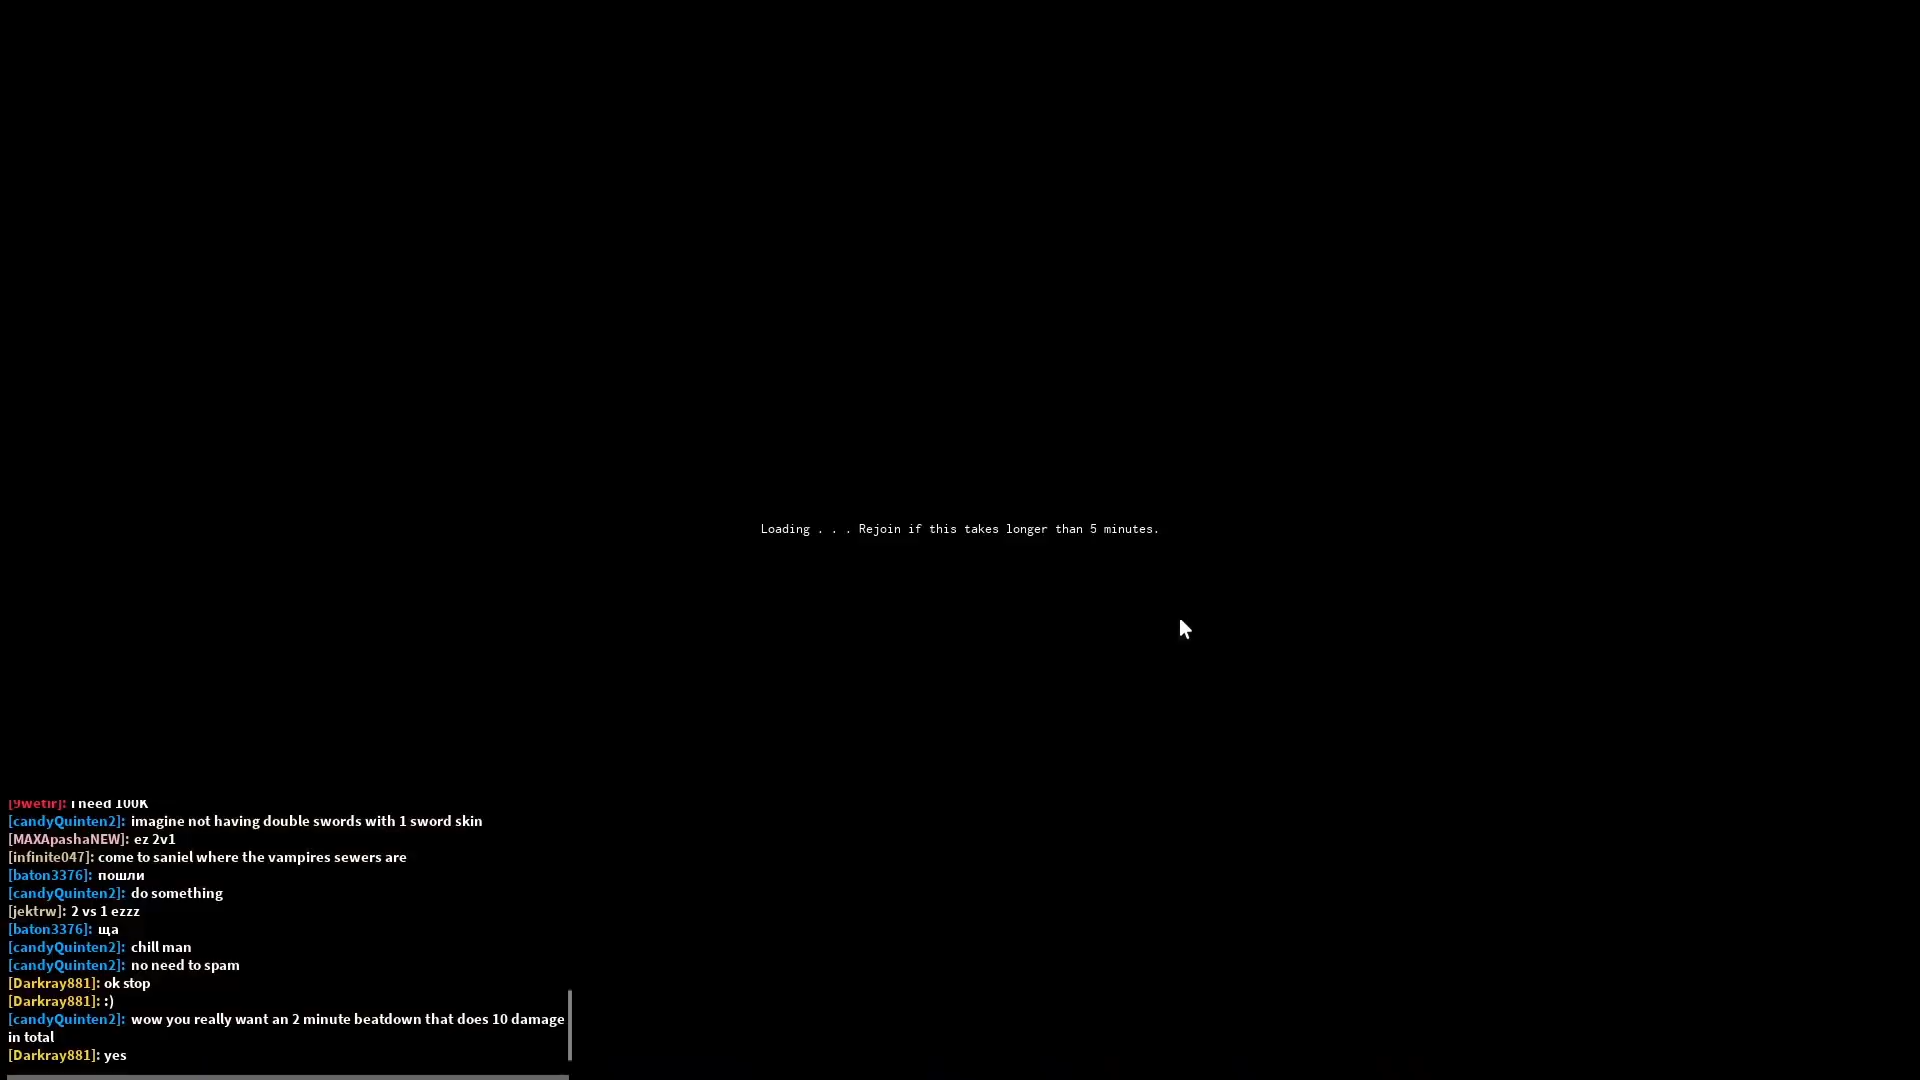 Loading . . . Rejoin if this takes longer than 5 minutes.
[9wetir]: I need 100K
[candyQuinten2]: imagine not having double swords with 1 sword skin
[MAXApashaNEW]: ez 2v1
[infinite047]: come to saniel where the vampires sewers are
[baton3376]: пошли
[candyQuinten2]: do something
[jektrw]: 2 vs 1 ezzz
[baton3376]: ща
[candyQuinten2]: chill man
[candyQuinten2]: no need to spam
[Darkray881]: ok stop
[Darkray881]: :)
[candyQuinten2]: wow you really want an 2 minute beatdown that does 10 damage
in total
[Darkray881]: yes